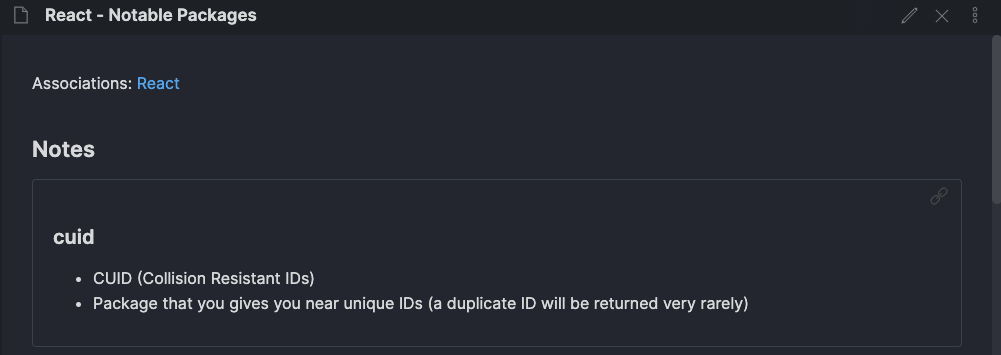 React - Notable Packages
Associations: React
Notes
cuid
• CUID (Collision Resistant IDs)
• Package that you gives you near unique IDs (a duplicate ID will be returned very rarely)